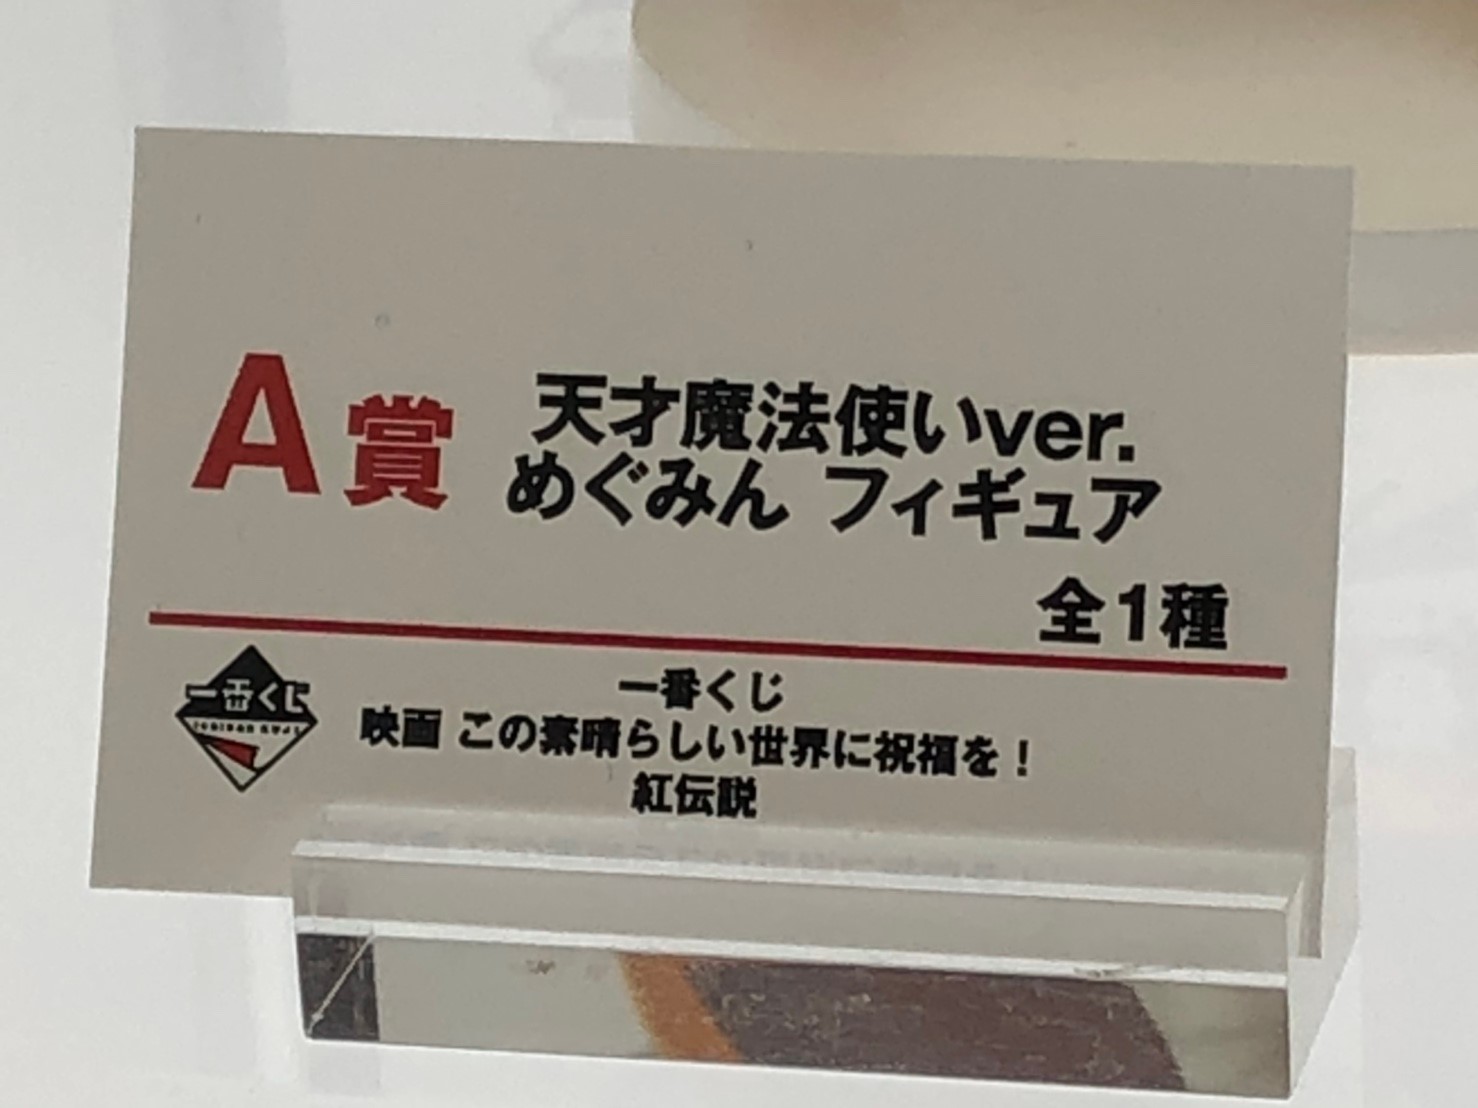 A賞
天才魔法使いver.
めぐみん フィギュア
全1種
一番くじ
ICHIBAN KUJI
一番くじ
映画 この素晴らしい世界に祝福を！
紅伝説